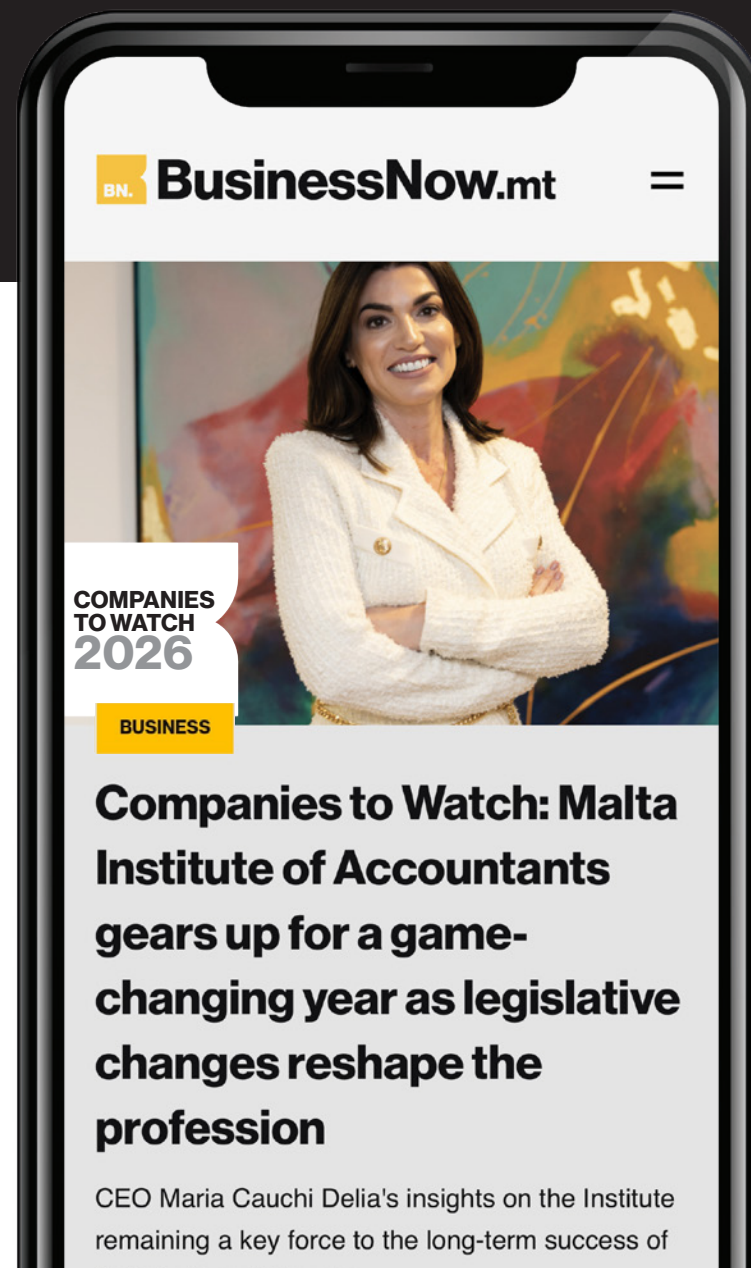 BN. BusinessNow.mt
COMPANIES
TO WATCH
2026
BUSINESS
Companies to Watch: Malta
Institute of Accountants
gears up for a game-
changing year as legislative
changes reshape the
profession
CEO Maria Cauchi Delia's insights on the Institute
remaining a key force to the long-term success of